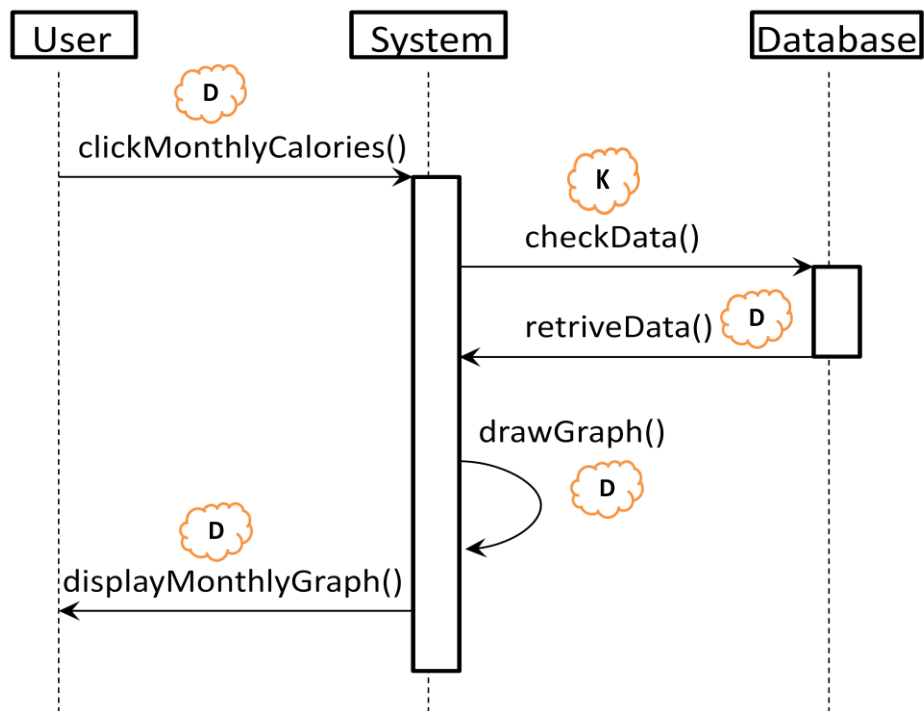 User
System
Database
D
clickMonthlyCalories()
K
checkData()
retriveData()
D
drawGraph()
D
D
displayMonthlyGraph()